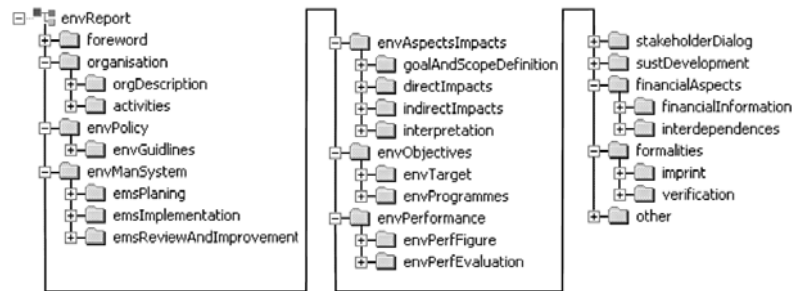 envReport
foreword
organisation
orgDescription
activities
envPolicy
envGuidlines
envManSystem
emsPlaning
emsImplementation
emsReviewAndImprovement
envAspectsImpacts
goalAndScopeDefinition
directImpacts
indirectImpacts
interpretation
envObjectives
envTarget
envProgrammes
envPerformance
envPerfFigure
envPerfEvaluation
stakeholderDialog
sustDevelopment
financialAspects
financialInformation
interdependences
formalities
imprint
verification
other